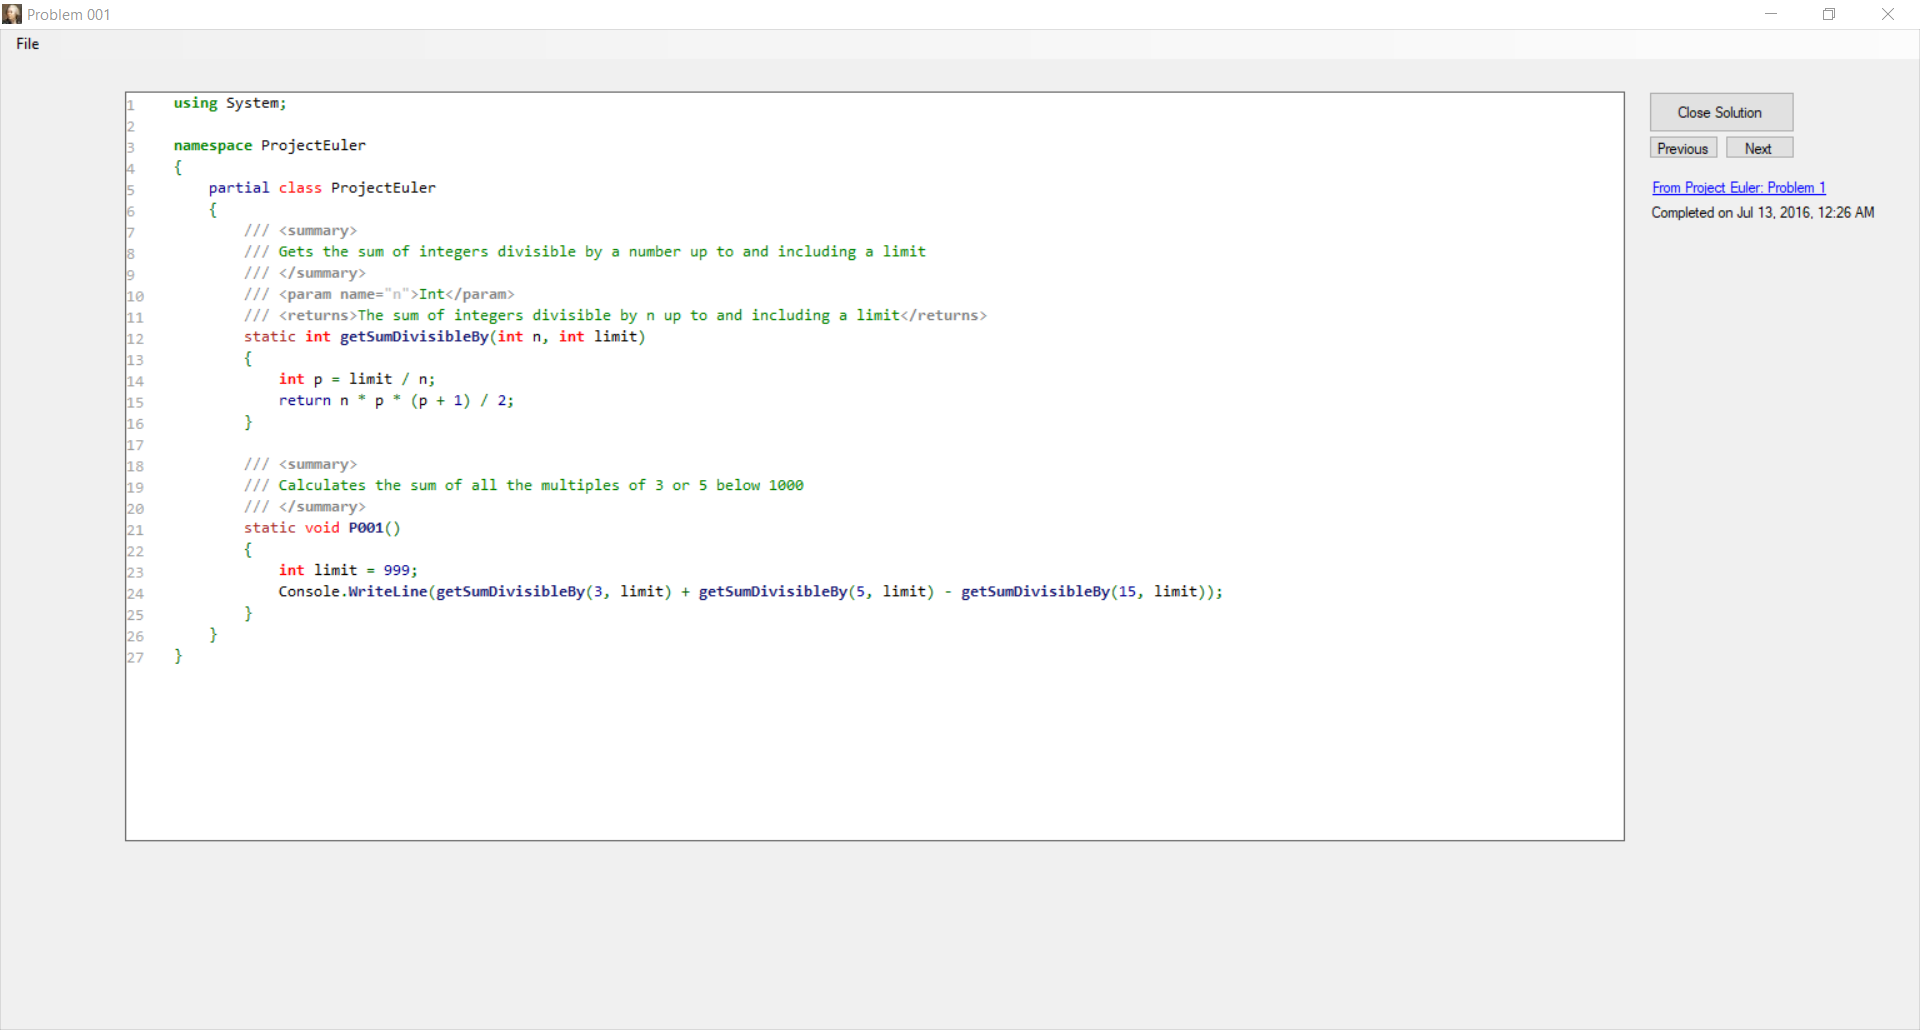 Problem 001
File
1 using System;
2
3 namespace ProjectEuler
4 {
5     partial class ProjectEuler
6     {
7         /// <summary>
8         /// Gets the sum of integers divisible by a number up to and including a limit
9         /// </summary>
10         /// <param name="n">Int</param>
11         /// <returns>The sum of integers divisible by n up to and including a limit</returns>
12         static int getSumDivisibleBy(int n, int limit)
13         {
14             int p = limit / n;
15             return n * p * (p + 1) / 2;
16         }
17
18         /// <summary>
19         /// Calculates the sum of all the multiples of 3 or 5 below 1000
20         /// </summary>
21         static void P001()
22         {
23             int limit = 999;
24             Console.WriteLine(getSumDivisibleBy(3, limit) + getSumDivisibleBy(5, limit) - getSumDivisibleBy(15, limit));
25         }
26     }
27 }
Close Solution
Previous Next
From Project Euler: Problem 1
Completed on Jul 13, 2016, 12:26 AM